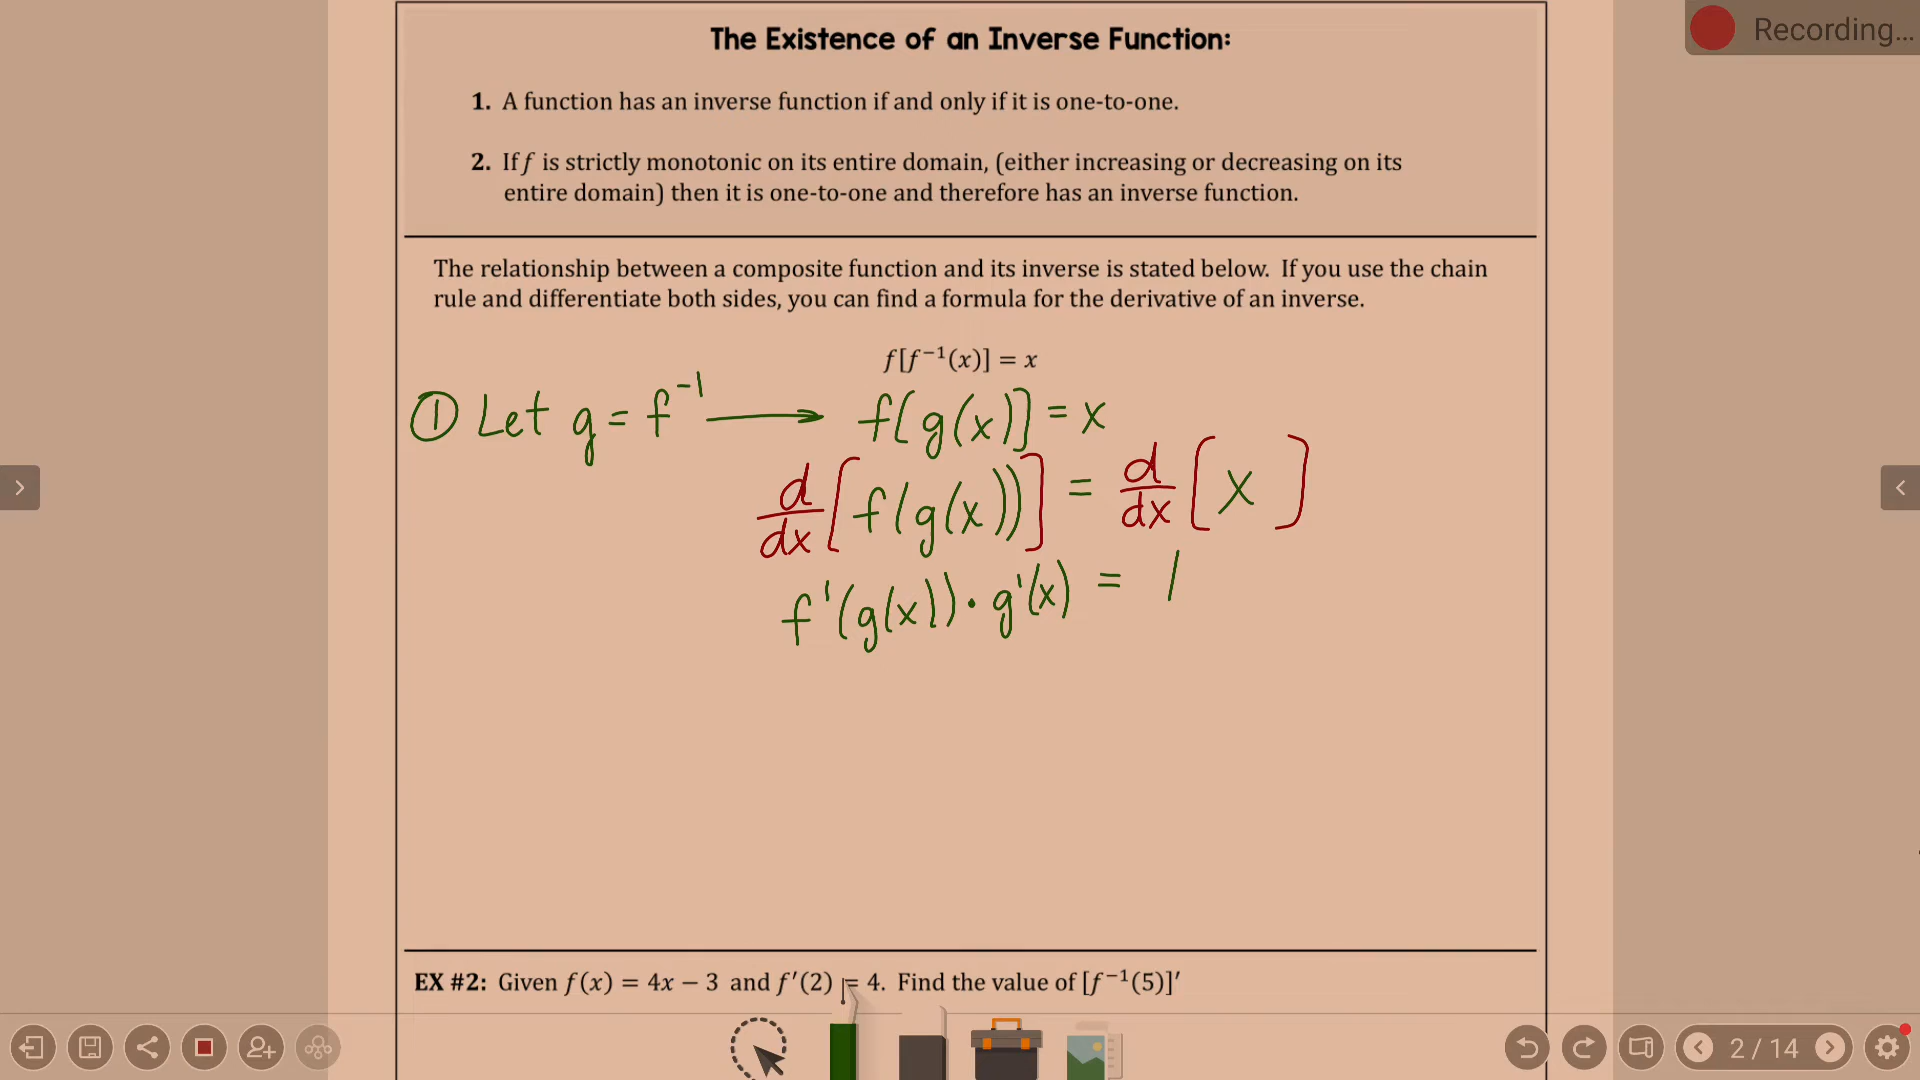 Recording...
The Existence of an Inverse Function:
1. A function has an inverse function if and only if it is one-to-one.
2. If f is strictly monotonic on its entire domain, (either increasing or decreasing on its
entire domain) then it is one-to-one and therefore has an inverse function.
The relationship between a composite function and its inverse is stated below. If you use the chain
rule and differentiate both sides, you can find a formula for the derivative of an inverse.
f[f⁻¹(x)] = x
① Let g = f⁻¹ → f[g(x)] = x
d/dx [f(g(x))] = d/dx [x]
f'(g(x)) · g'(x) = 1
EX #2: Given f(x) = 4x − 3 and f′(2) = 4. Find the value of [f⁻¹(5)]′
2 / 14